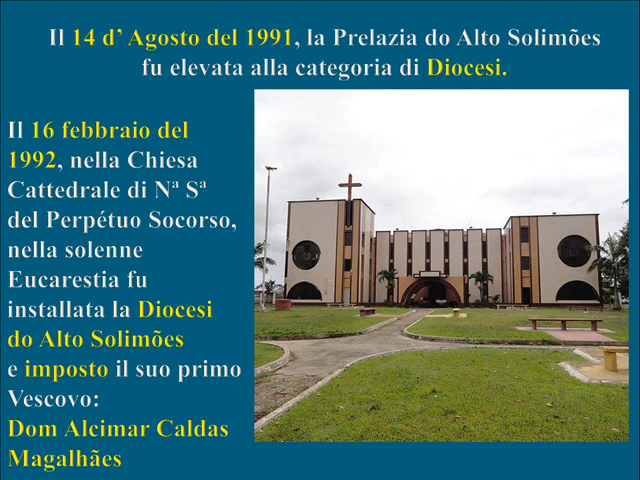 Il 14 d’ Agosto del 1991, la Prelazia do Alto Solimões
fu elevata alla categoria di Diocesi.
Il 16 febbraio del
1992, nella Chiesa
Cattedrale di Nª Sª
del Perpétuo Socorso,
nella solenne
Eucarestia fu
installata la Diocesi
do Alto Solimões
e imposto il suo primo
Vescovo:
Dom Alcimar Caldas
Magalhães